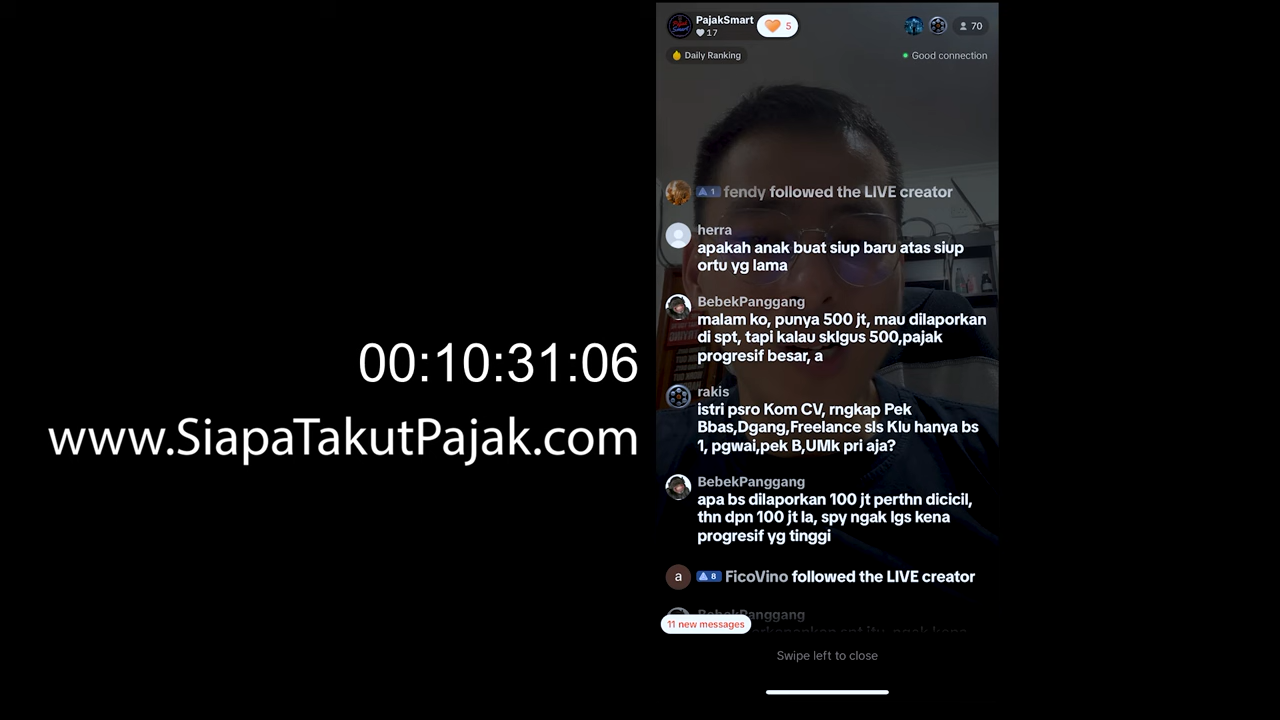 PajakSmart
17
5
70
Daily Ranking
Good connection
1 fendy followed the LIVE creator
herra
apakah anak buat siup baru atas siup
ortu yg lama
BebekPanggang
malam ko, punya 500 jt, mau dilaporkan
di spt, tapi kalau sklgus 500,pajak
progresif besar, a
00:10:31:06
www.SiapaTakutPajak.com
rakis
istri psro Kom CV, rngkap Pek
Bbas,Dgang,Freelance sls Klu hanya bs
1, pgwai,pek B,UMk pri aja?
BebekPanggang
apa bs dilaporkan 100 jt perthn dicicil,
thn dpn 100 jt la, spy ngak lgs kena
progresif yg tinggi
a 8 FicoVino followed the LIVE creator
BebekPanggang
11 new messages
Swipe left to close